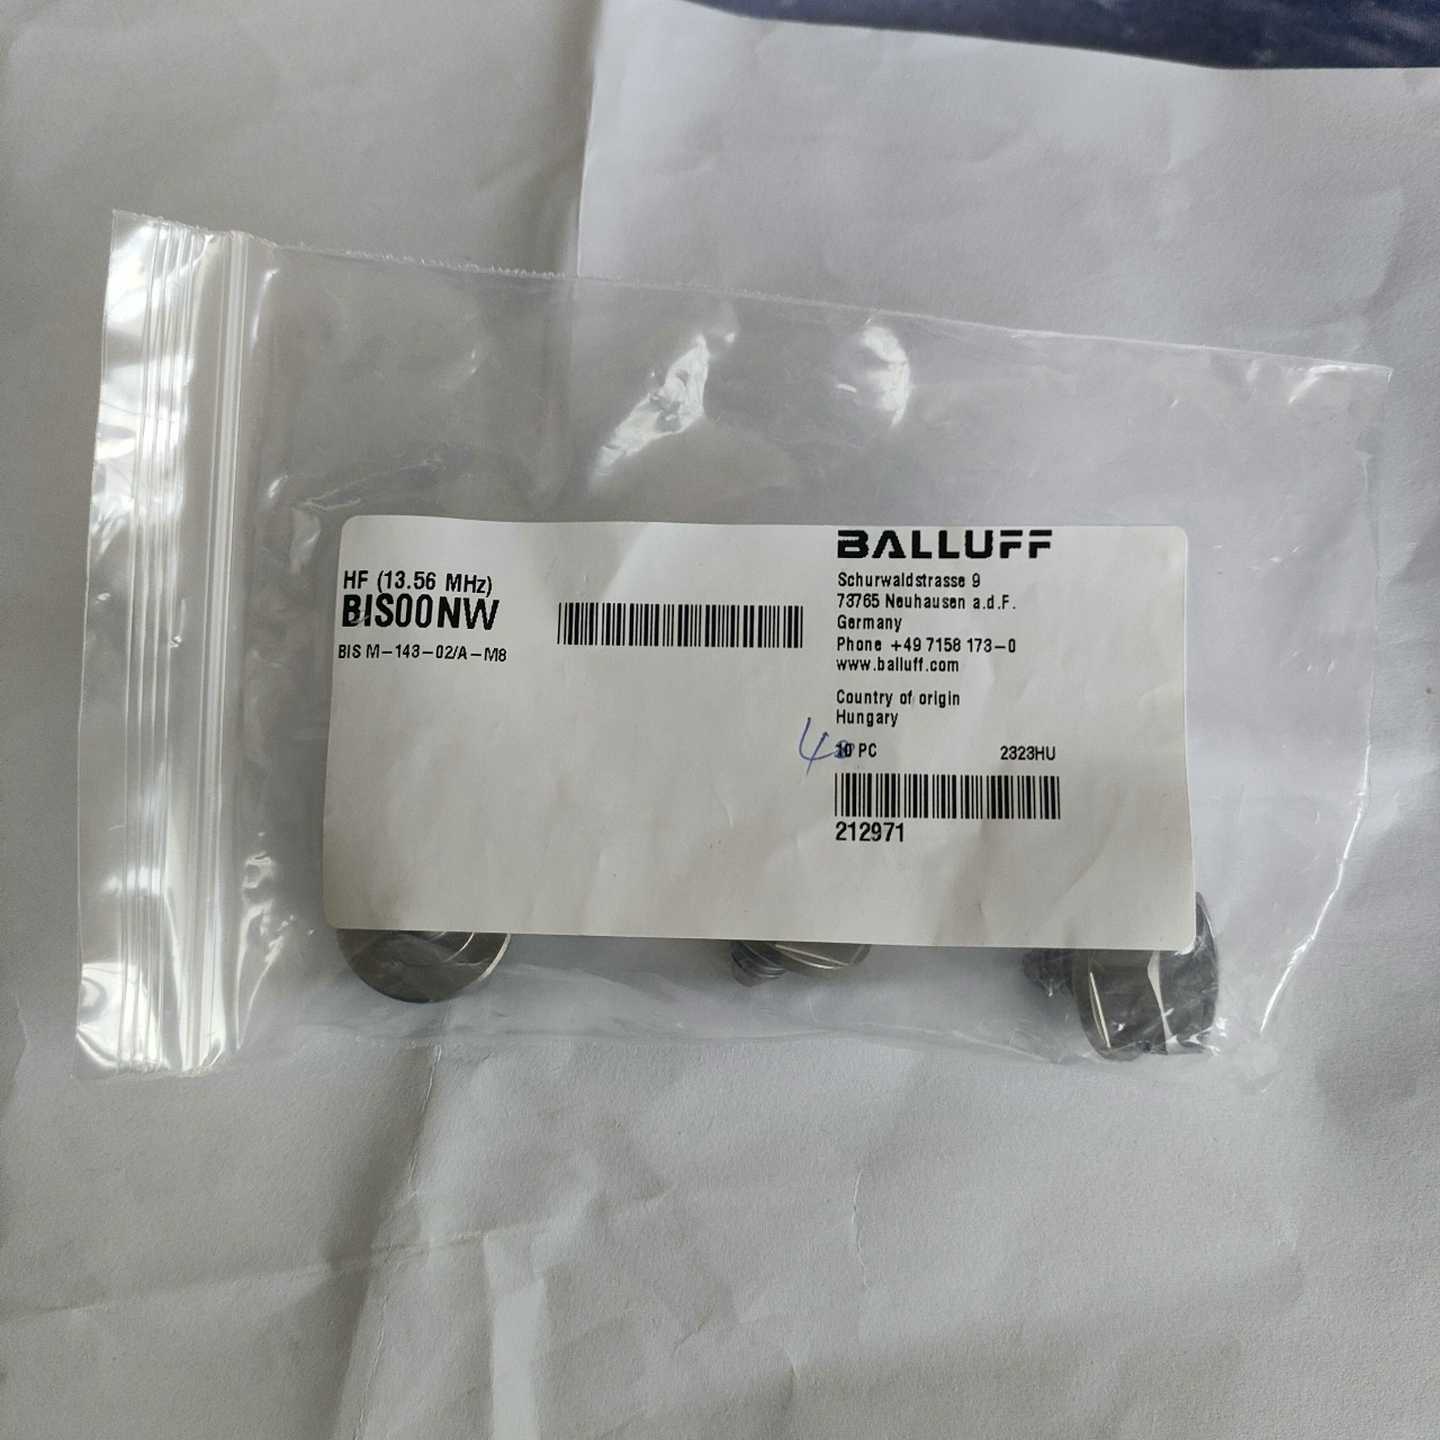 HF (13.56 MHz)
BIS00NW
BIS M-143-02/A-M8
BALLUFF
Schurwaldstrasse 9
73765 Neuhausen a.d.F.
Germany
Phone +49 7158 173-0
www.balluff.com
Country of origin
Hungary
4
10 PC
2323HU
212971